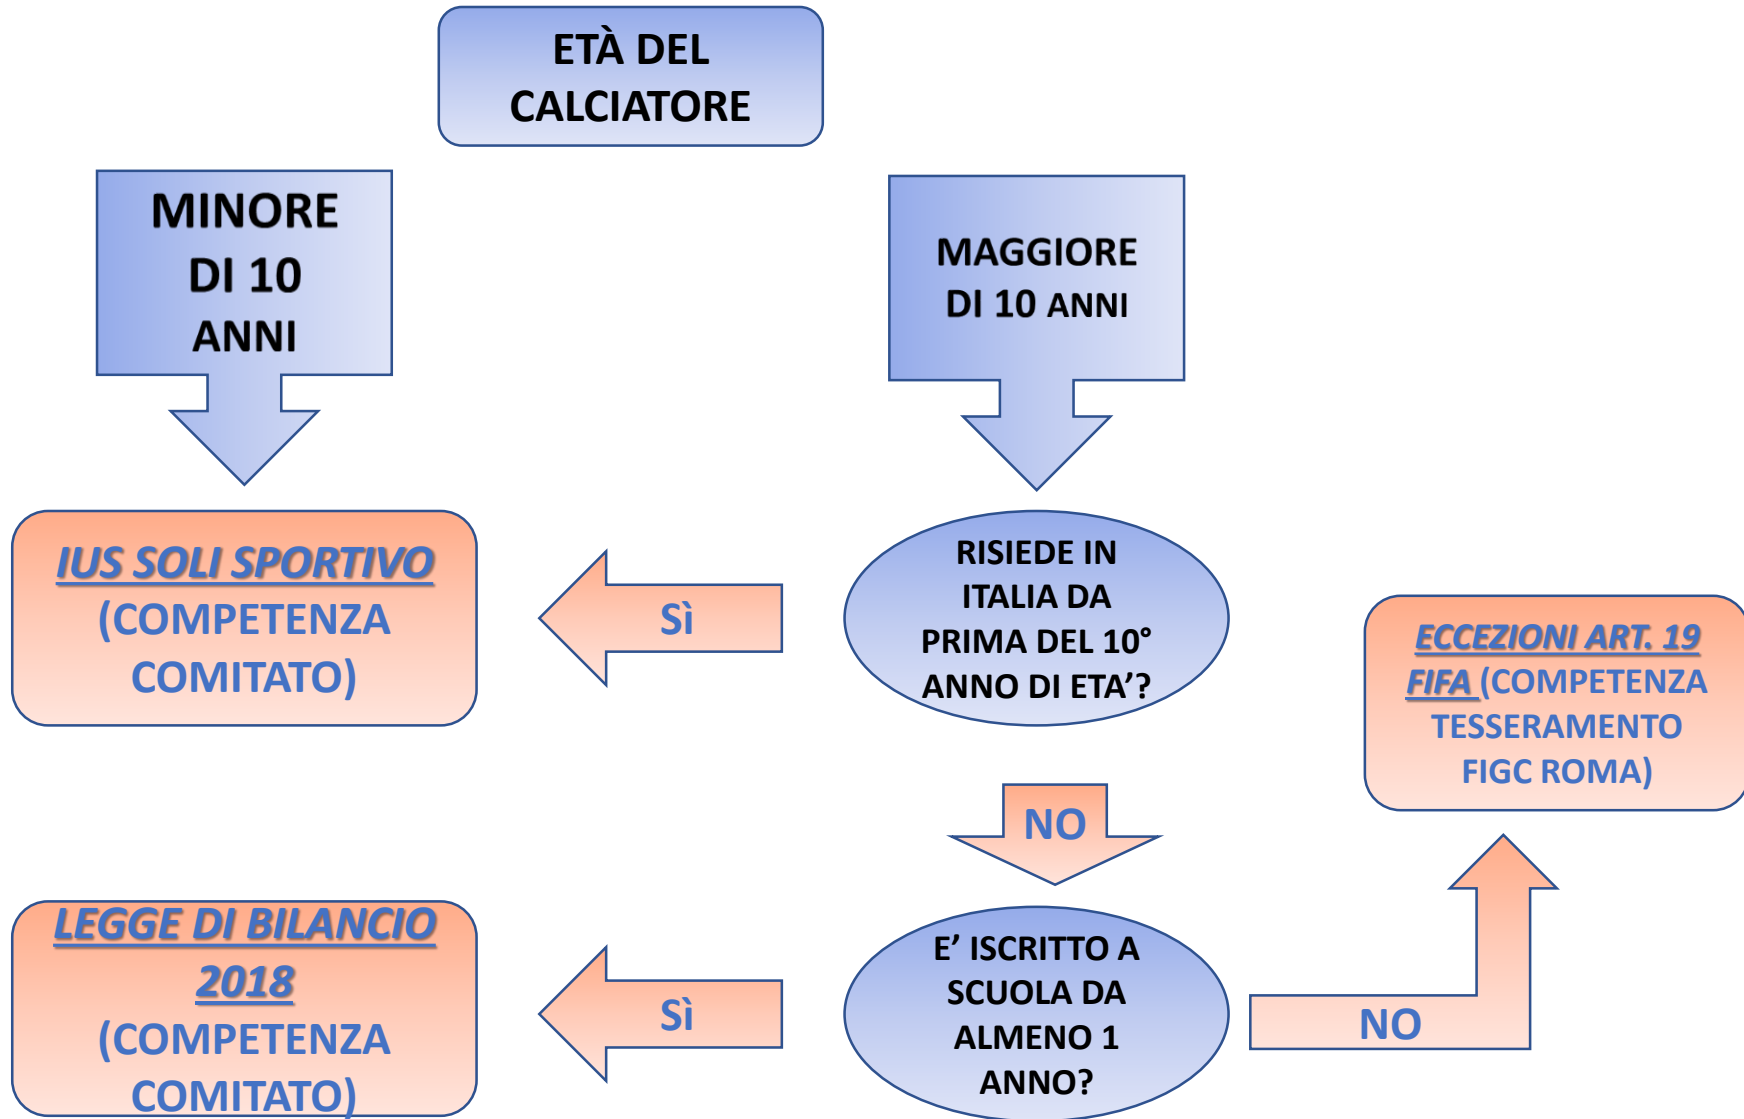 ETÀ DEL
CALCIATORE
MINORE
DI 10
ANNI
MAGGIORE
DI 10 ANNI
IUS SOLI SPORTIVO
(COMPETENZA
COMITATO)
Sì
RISIEDE IN
ITALIA DA
PRIMA DEL 10°
ANNO DI ETA’?
ECCEZIONI ART. 19
FIFA (COMPETENZA
TESSERAMENTO
FIGC ROMA)
NO
LEGGE DI BILANCIO
2018
(COMPETENZA
COMITATO)
Sì
E’ ISCRITTO A
SCUOLA DA
ALMENO 1
ANNO?
NO